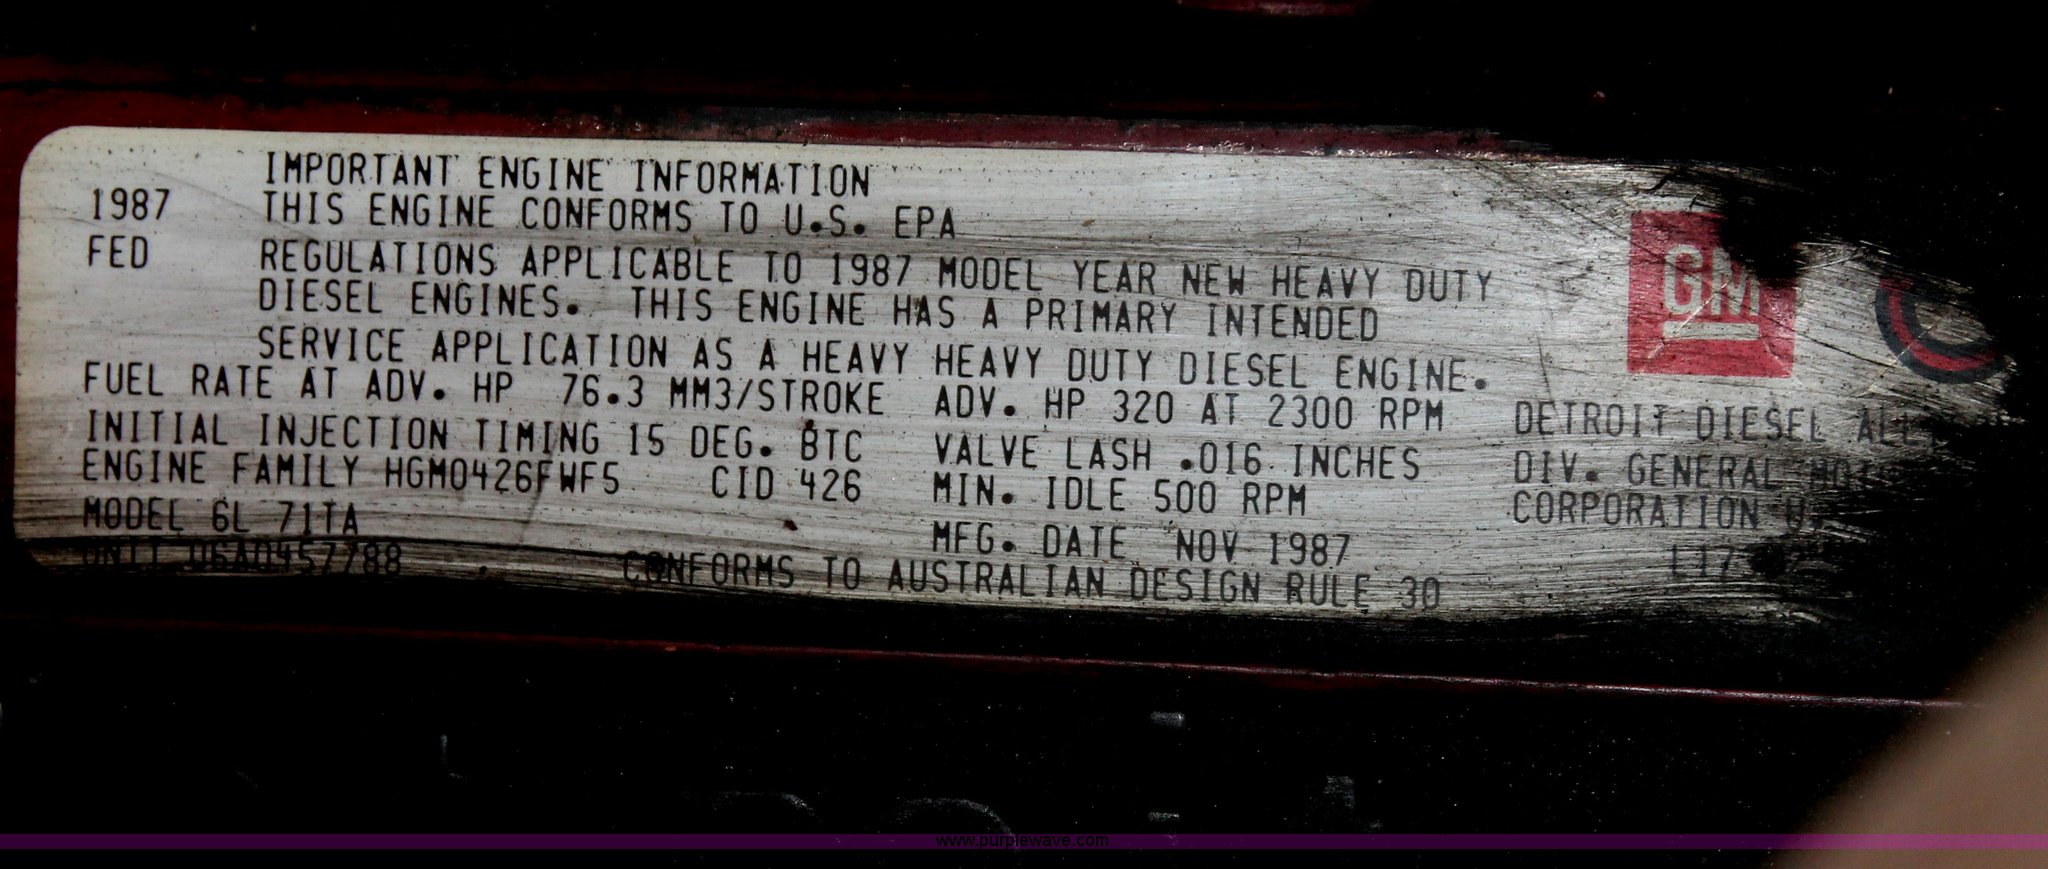 IMPORTANT ENGINE INFORMATION
1987 THIS ENGINE CONFORMS TO U.S. EPA
FED REGULATIONS APPLICABLE TO 1987 MODEL YEAR NEW HEAVY DUTY
DIESEL ENGINES. THIS ENGINE HAS A PRIMARY INTENDED
SERVICE APPLICATION AS A HEAVY HEAVY DUTY DIESEL ENGINE.
FUEL RATE AT ADV. HP 76.3 MM3/STROKE ADV. HP 320 AT 2300 RPM
INITIAL INJECTION TIMING 15 DEG. BTC VALVE LASH .016 INCHES
ENGINE FAMILY HGM0426FWF5 CID 426 MIN. IDLE 500 RPM
MODEL 6L 71TA MFG. DATE NOV 1987
UNIT 06A0457788 CONFORMS TO AUSTRALIAN DESIGN RULE 30
GM
DETROIT DIESEL
DIV. GENERAL
CORPORATION
www.purplewave.com